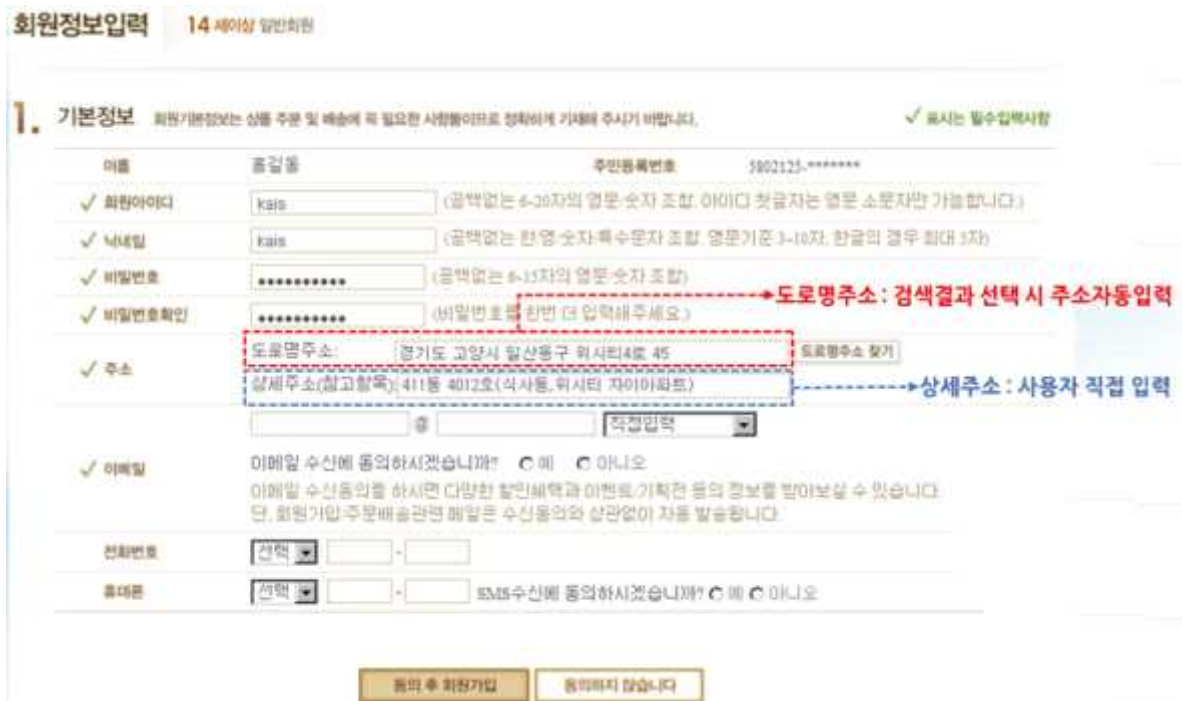 회원정보입력 14 세이상 일반회원
1. 기본정보 회원기본정보는 상품 주문 및 배송에 꼭 필요한 사항들이므로 정확하게 기재해 주시기 바랍니다. ✓ 표시는 필수입력사항
이름 홍길동 주민등록번호 5802125-*******
✓ 회원아이디 kais (공백없는 6~20자의 영문/숫자 조합. 아이디 첫글자는 영문 소문자만 가능합니다.)
✓ 닉네임 kais (공백없는 한/영/숫자/특수문자 조합. 영문기준 3~10자, 한글의 경우 최대 5자)
✓ 비밀번호 ●●●●●●●●●● (공백없는 6~15자의 영문/숫자 조합)
도로명주소 : 검색결과 선택 시 주소자동입력
✓ 비밀번호확인 ●●●●●●●●●● (비밀번호를 한번 더 입력해주세요.)
✓ 주소 도로명주소: 경기도 고양시 일산동구 위시티4로 45 도로명주소 찾기
상세주소(참고항목): 411동 4012호(식사동,위시티 자이아파트) 상세주소 : 사용자 직접 입력
@ 직접입력
✓ 이메일 이메일 수신에 동의하시겠습니까? 예 아니오
이메일 수신동의를 하시면 다양한 할인혜택과 이벤트/기획전 등의 정보를 받아보실 수 있습니다.
단, 회원가입/주문배송관련 메일은 수신동의와 상관없이 자동 발송됩니다.
전화번호 선택 -
휴대폰 선택 - SMS수신에 동의하시겠습니까? 예 아니오
동의 후 회원가입 동의하지 않습니다